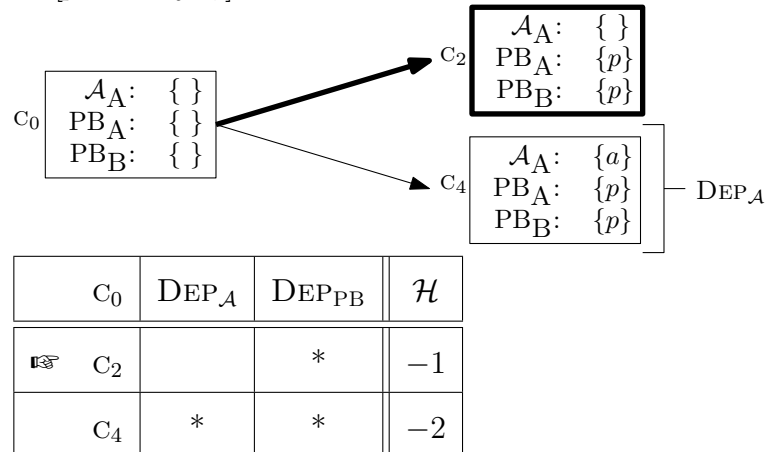 𝒜A: { }
C2 PBA: {p}
PBB: {p}
𝒜A: { }
C0 PBA: { }
PBB: { }
𝒜A: {a}
C4 PBA: {p} DEP𝒜
PBB: {p}
C0 DEP𝒜 DEPPB ℋ
☞ C2 * −1
C4 * * −2